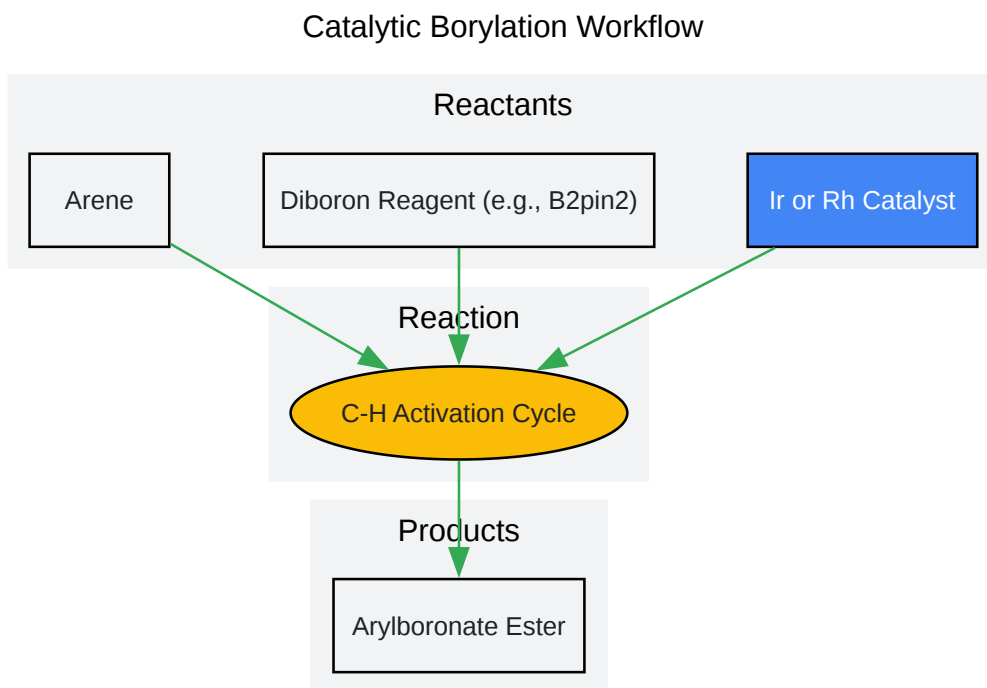 Catalytic Borylation Workflow
Reactants
Arene
Diboron Reagent (e.g., B2pin2)
Ir or Rh Catalyst
Reaction
C-H Activation Cycle
Products
Arylboronate Ester